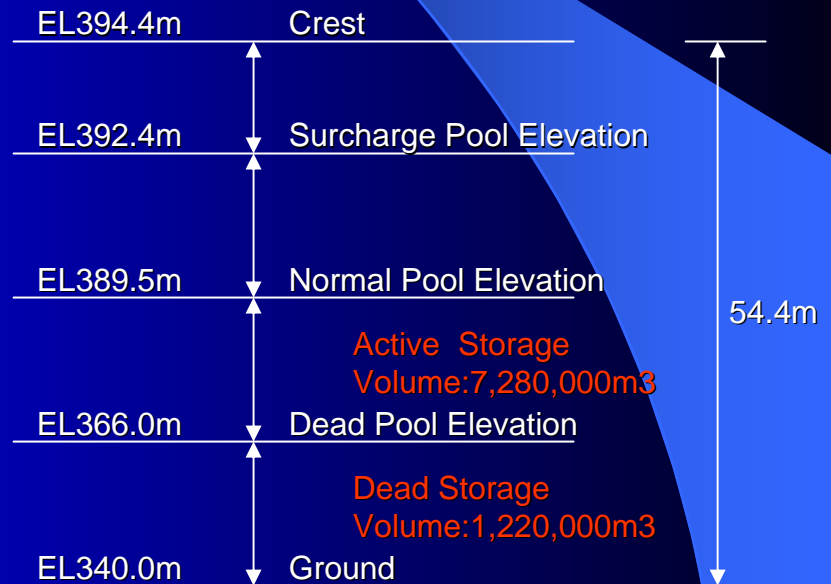 EL394.4m Crest
EL392.4m Surcharge Pool Elevation
EL389.5m Normal Pool Elevation
54.4m
Active Storage
Volume:7,280,000m3
EL366.0m Dead Pool Elevation
Dead Storage
Volume:1,220,000m3
EL340.0m Ground